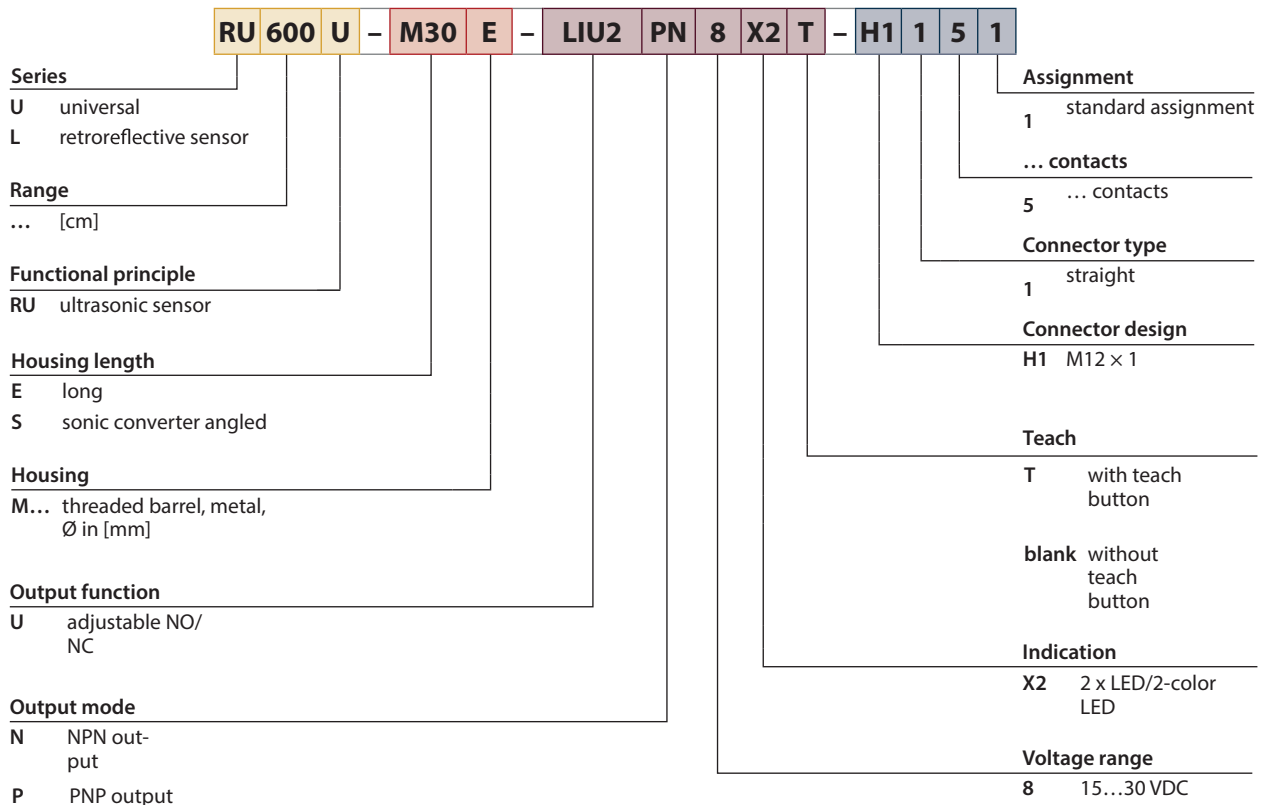 RU 600 U – M30 E – LIU2 PN 8 X2 T – H1 1 5 1
Series
U universal
L retroreflective sensor
Range
… [cm]
Functional principle
RU ultrasonic sensor
Housing length
E long
S sonic converter angled
Housing
M… threaded barrel, metal,
Ø in [mm]
Output function
U adjustable NO/
NC
Output mode
N NPN out-
put
P PNP output
Assignment
1 standard assignment
… contacts
5 … contacts
Connector type
1 straight
Connector design
H1 M12 × 1
Teach
T with teach
button
blank without
teach
button
Indication
X2 2 x LED/2-color
LED
Voltage range
8 15…30 VDC